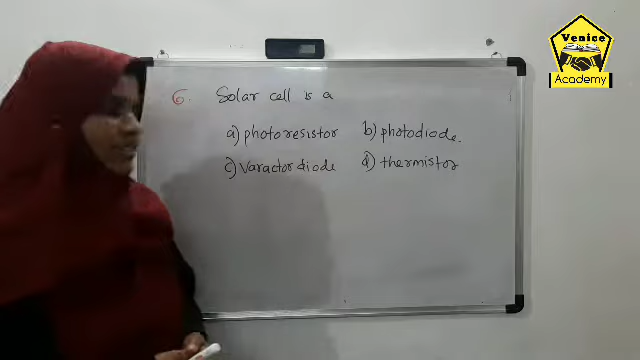 Venice
Academy
6. Solar cell is a
a) photoresistor b) photodiode.
c) Varactor diode d) thermistor